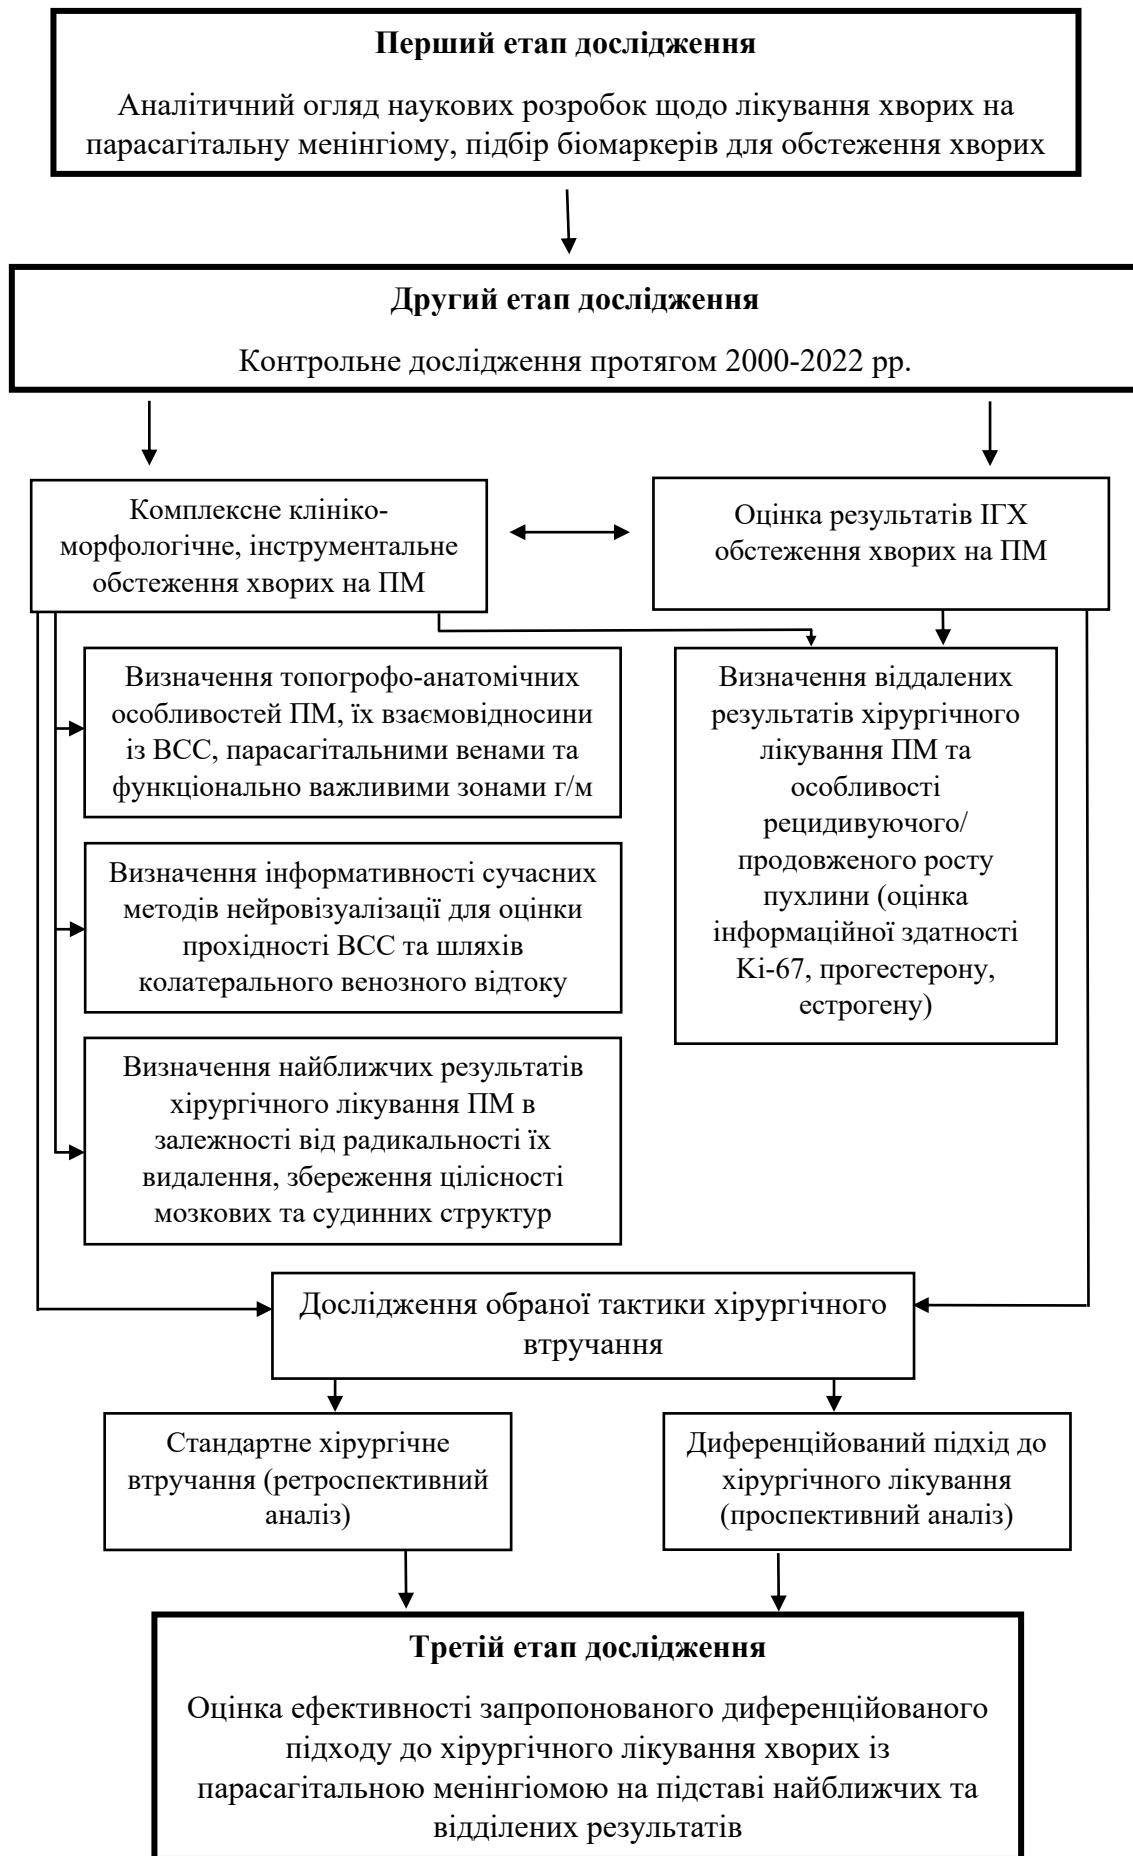 Перший етап дослідження
Аналітичний огляд наукових розробок щодо лікування хворих на
парасагітальну менінгіому, підбір біомаркерів для обстеження хворих
Другий етап дослідження
Контрольне дослідження протягом 2000-2022 рр.
Комплексне клініко-
морфологічне, інструментальне
обстеження хворих на ПМ
Оцінка результатів ІГХ
обстеження хворих на ПМ
Визначення топографо-анатомічних
особливостей ПМ, їх взаємовідносини
із ВСС, парасагітальними венами та
функціонально важливими зонами г/м
Визначення інформативності сучасних
методів нейровізуалізації для оцінки
прохідності ВСС та шляхів
колатерального венозного відтоку
Визначення найближчих результатів
хірургічного лікування ПМ в
залежності від радикальності їх
видалення, збереження цілісності
мозкових та судинних структур
Визначення віддалених
результатів хірургічного
лікування ПМ та
особливості
рецидивуючого/
продовженого росту
пухлини (оцінка
інформаційної здатності
Ki-67, прогестерону,
естрогену)
Дослідження обраної тактики хірургічного
втручання
Стандартне хірургічне
втручання (ретроспективний
аналіз)
Диференційований підхід до
хірургічного лікування
(проспективний аналіз)
Третій етап дослідження
Оцінка ефективності запропонованого диференційованого
підходу до хірургічного лікування хворих із
парасагітальною менінгіомою на підставі найближчих та
відділених результатів